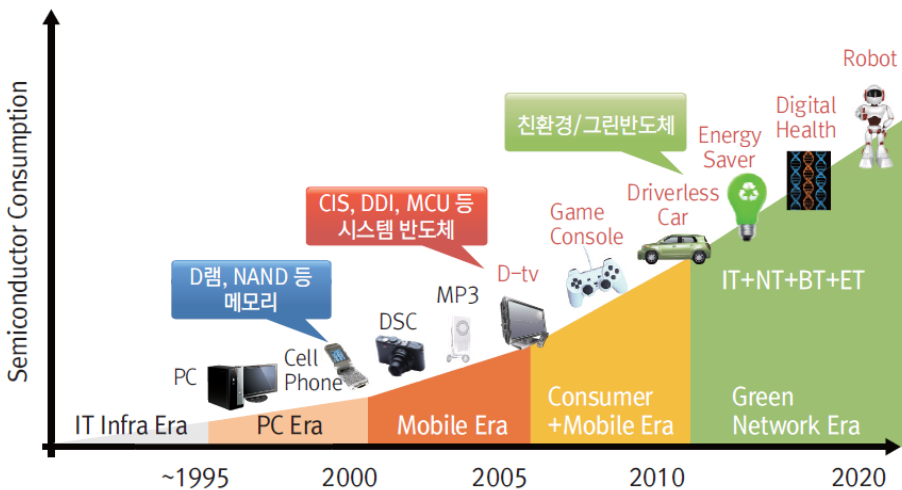 Semiconductor Consumption
Robot
Digital
Health
친환경/그린반도체
Energy
Saver
Driverless
Car
CIS, DDI, MCU 등
시스템 반도체
Game
Console
D-tv
IT+NT+BT+ET
D램, NAND 등
메모리
MP3
DSC
Cell
Phone
PC
IT Infra Era
PC Era
Mobile Era
Consumer
+Mobile Era
Green
Network Era
~1995
2000
2005
2010
2020